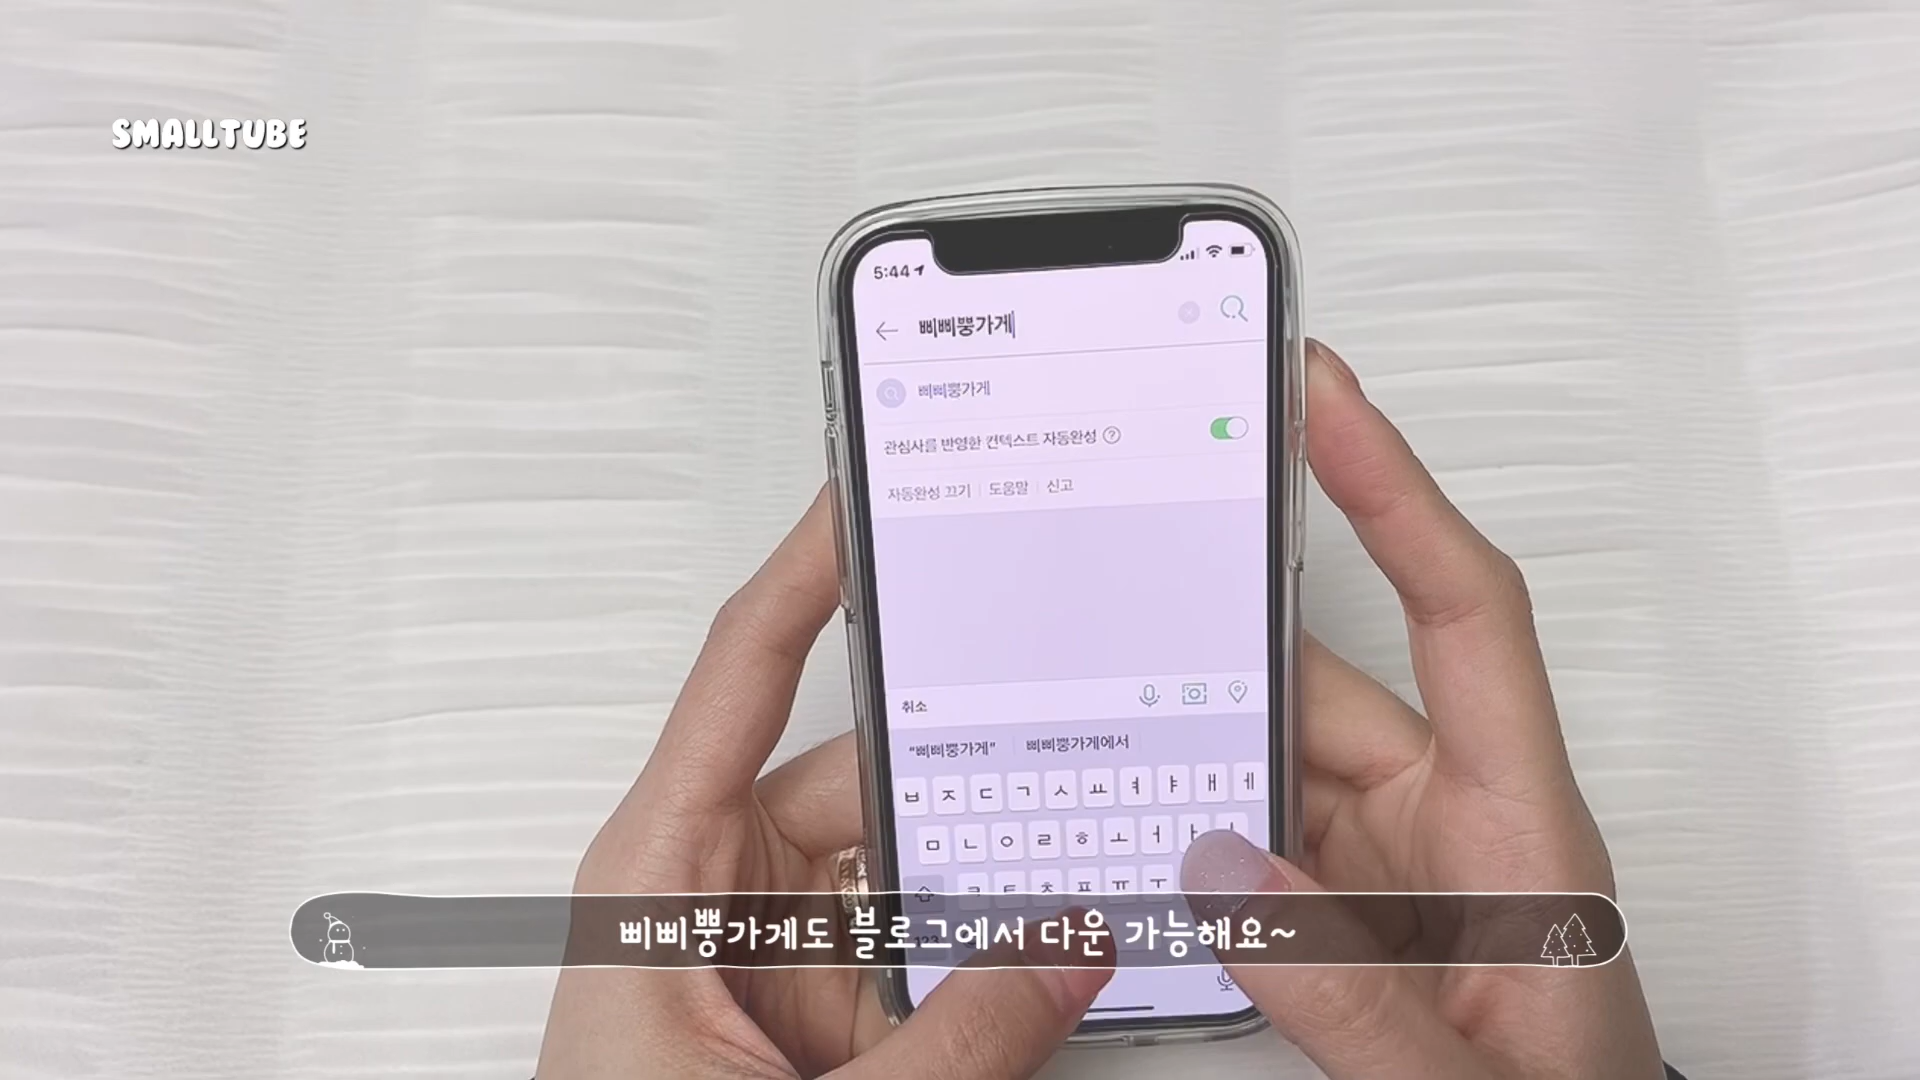 SMALLTUBE
5:44
삐삐뿡가게
삐삐뿡가게
관심사를 반영한 컨텍스트 자동완성 ?
자동완성 끄기 | 도움말 | 신고
취소
“삐삐뿡가게” 삐삐뿡가게에서
ㅂ ㅈ ㄷ ㄱ ㅅ ㅛ ㅕ ㅑ ㅐ ㅔ
ㅁ ㄴ ㅇ ㄹ ㅎ ㅗ ㅓ ㅏ
ㅋ ㅌ ㅊ ㅍ ㅠ ㅜ
123
삐삐뿡가게도 블로그에서 다운 가능해요~